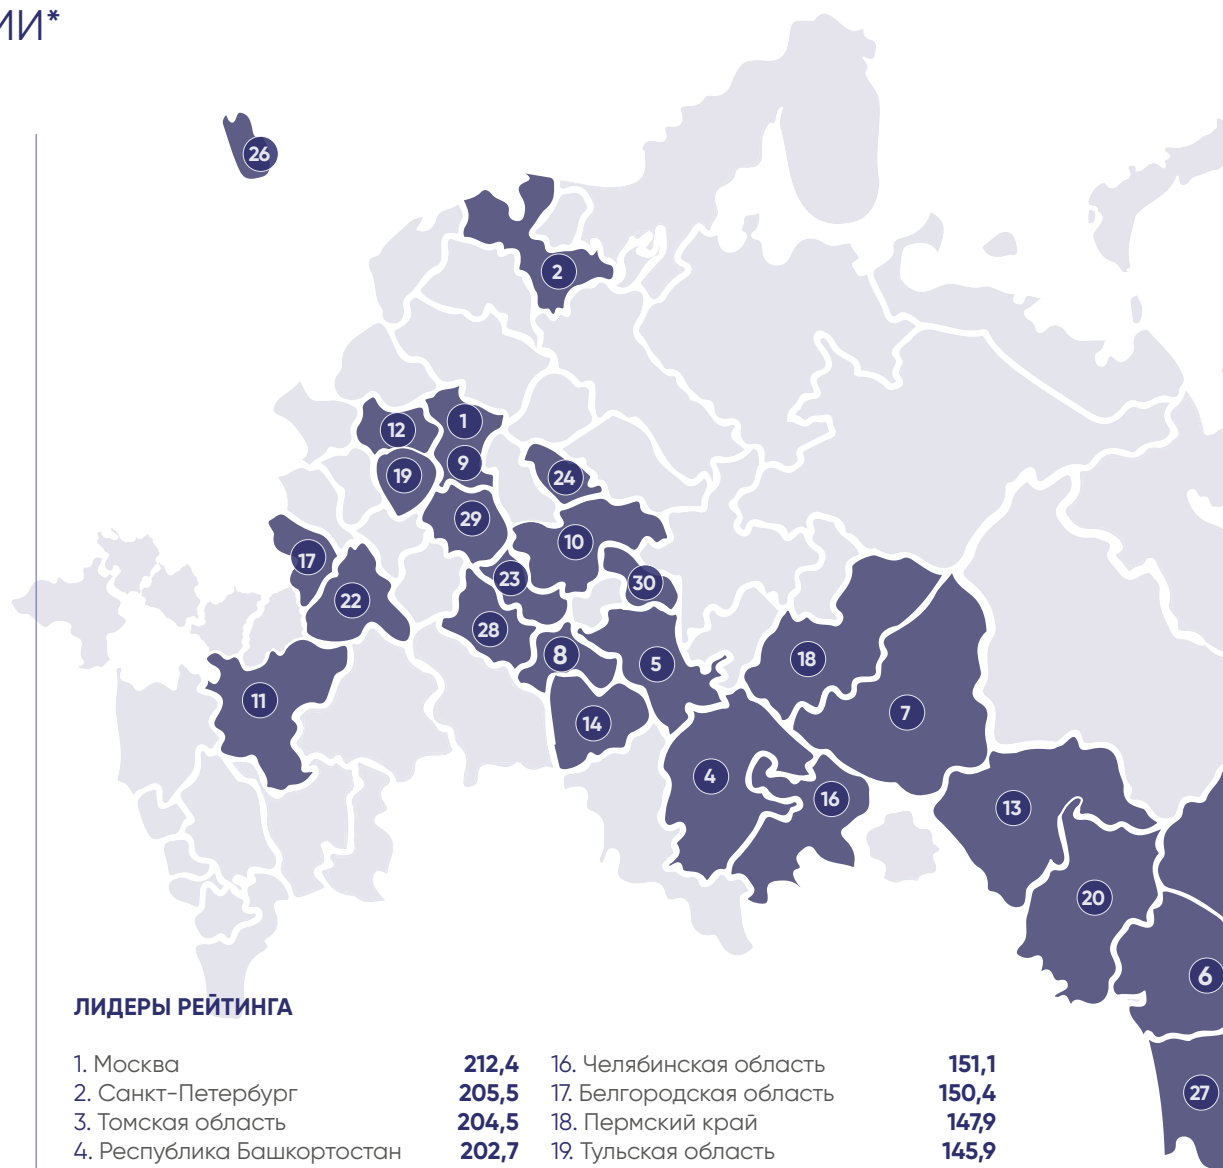 ИИ*
26
2
1
12
9
19
24
29
10
17
23
30
22
28
8
5
18
11
14
7
4
16
13
20
6
27
ЛИДЕРЫ РЕЙТИНГА
1. Москва 212,4
2. Санкт-Петербург 205,5
3. Томская область 204,5
4. Республика Башкортостан 202,7
16. Челябинская область 151,1
17. Белгородская область 150,4
18. Пермский край 147,9
19. Тульская область 145,9